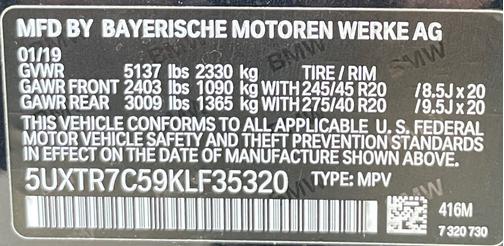 MFD BY BAYERISCHE MOTOREN WERKE AG
01/19
GVWR 5137 lbs 2330 kg TIRE / RIM
GAWR FRONT 2403 lbs 1090 kg WITH 245/45 R20 /8.5J x 20
GAWR REAR 3009 lbs 1365 kg WITH 275/40 R20 /9.5J x 20
THIS VEHICLE CONFORMS TO ALL APPLICABLE U. S. FEDERAL
MOTOR VEHICLE SAFETY AND THEFT PREVENTION STANDARDS
IN EFFECT ON THE DATE OF MANUFACTURE SHOWN ABOVE.
5UXTR7C59KLF35320 TYPE: MPV
416M
7 320 730
BMW